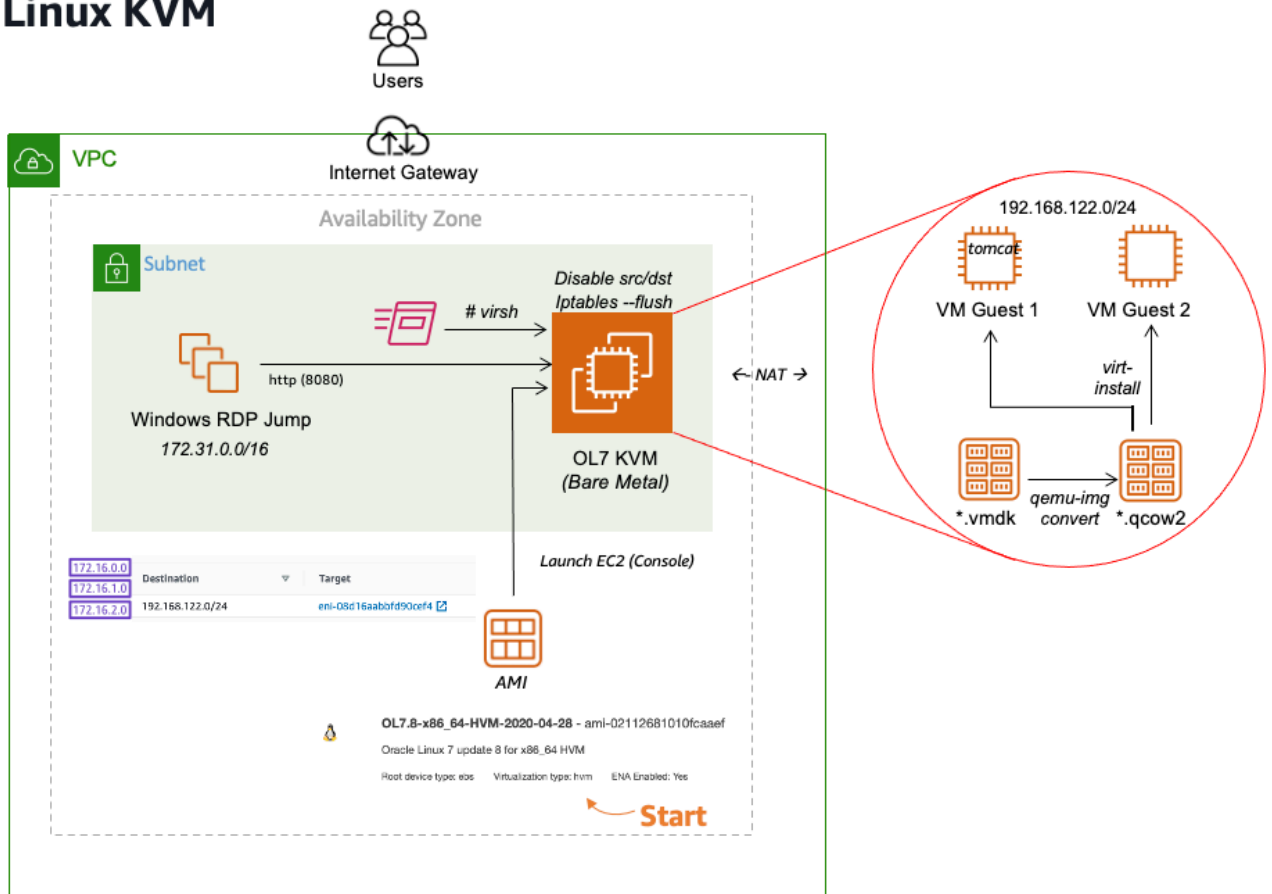 Linux KVM
Users
Internet Gateway
VPC
Availability Zone
Subnet
Disable src/dst
Iptables --flush
# virsh
http (8080)
Windows RDP Jump
172.31.0.0/16
OL7 KVM
(Bare Metal)
← NAT →
192.168.122.0/24
tomcat
VM Guest 1
VM Guest 2
virt-
install
qemu-img
convert
*.vmdk
*.qcow2
172.16.0.0
172.16.1.0
172.16.2.0
Destination Target
192.168.122.0/24 eni-08d16aabbfd90cef4
Launch EC2 (Console)
AMI
OL7.8-x86_64-HVM-2020-04-28 - ami-02112681010fcaaef
Oracle Linux 7 update 8 for x86_64 HVM
Root device type: ebs Virtualization type: hvm ENA Enabled: Yes
Start